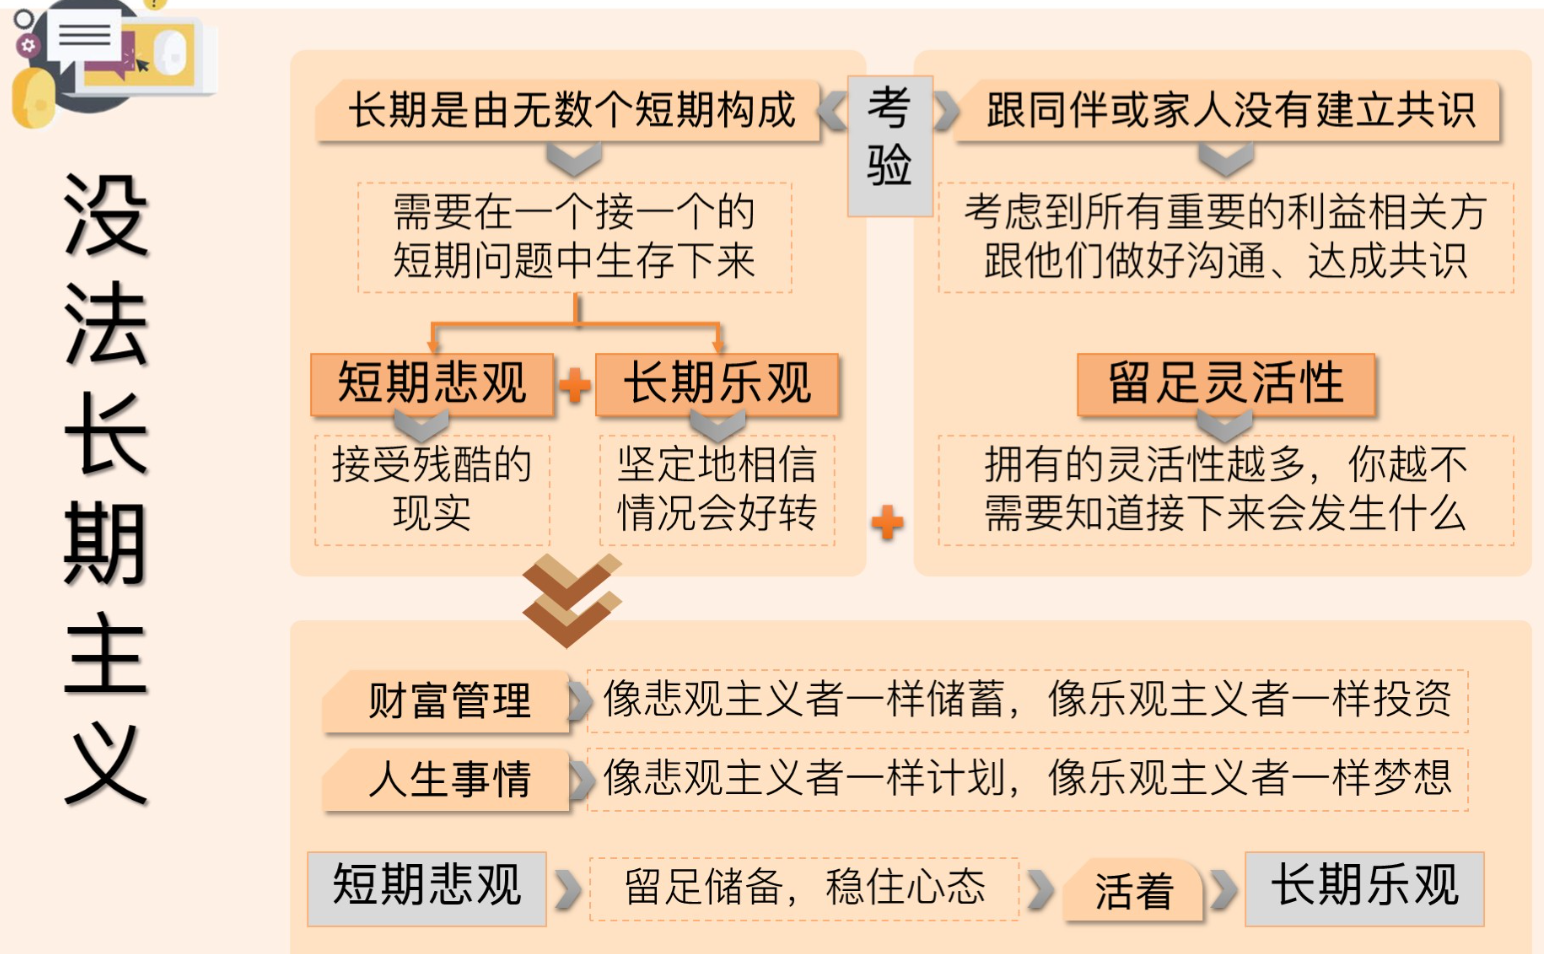 没法长期主义
长期是由无数个短期构成
考验
跟同伴或家人没有建立共识
需要在一个接一个的
短期问题中生存下来
考虑到所有重要的利益相关方
跟他们做好沟通、达成共识
短期悲观
长期乐观
留足灵活性
接受残酷的
现实
坚定地相信
情况会好转
拥有的灵活性越多，你越不
需要知道接下来会发生什么
财富管理
像悲观主义者一样储蓄，像乐观主义者一样投资
人生事情
像悲观主义者一样计划，像乐观主义者一样梦想
短期悲观
留足储备，稳住心态
活着
长期乐观